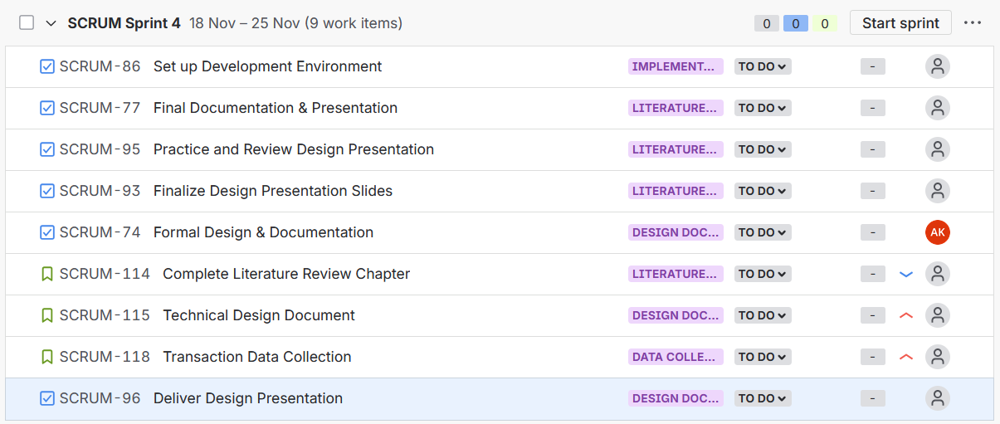 SCRUM Sprint 4 18 Nov – 25 Nov (9 work items) 0 0 0 Start sprint
SCRUM-86 Set up Development Environment IMPLEMENT... TO DO -
SCRUM-77 Final Documentation & Presentation LITERATURE... TO DO -
SCRUM-95 Practice and Review Design Presentation LITERATURE... TO DO -
SCRUM-93 Finalize Design Presentation Slides LITERATURE... TO DO -
SCRUM-74 Formal Design & Documentation DESIGN DOC... TO DO - AK
SCRUM-114 Complete Literature Review Chapter LITERATURE... TO DO -
SCRUM-115 Technical Design Document DESIGN DOC... TO DO -
SCRUM-118 Transaction Data Collection DATA COLLE... TO DO -
SCRUM-96 Deliver Design Presentation DESIGN DOC... TO DO -